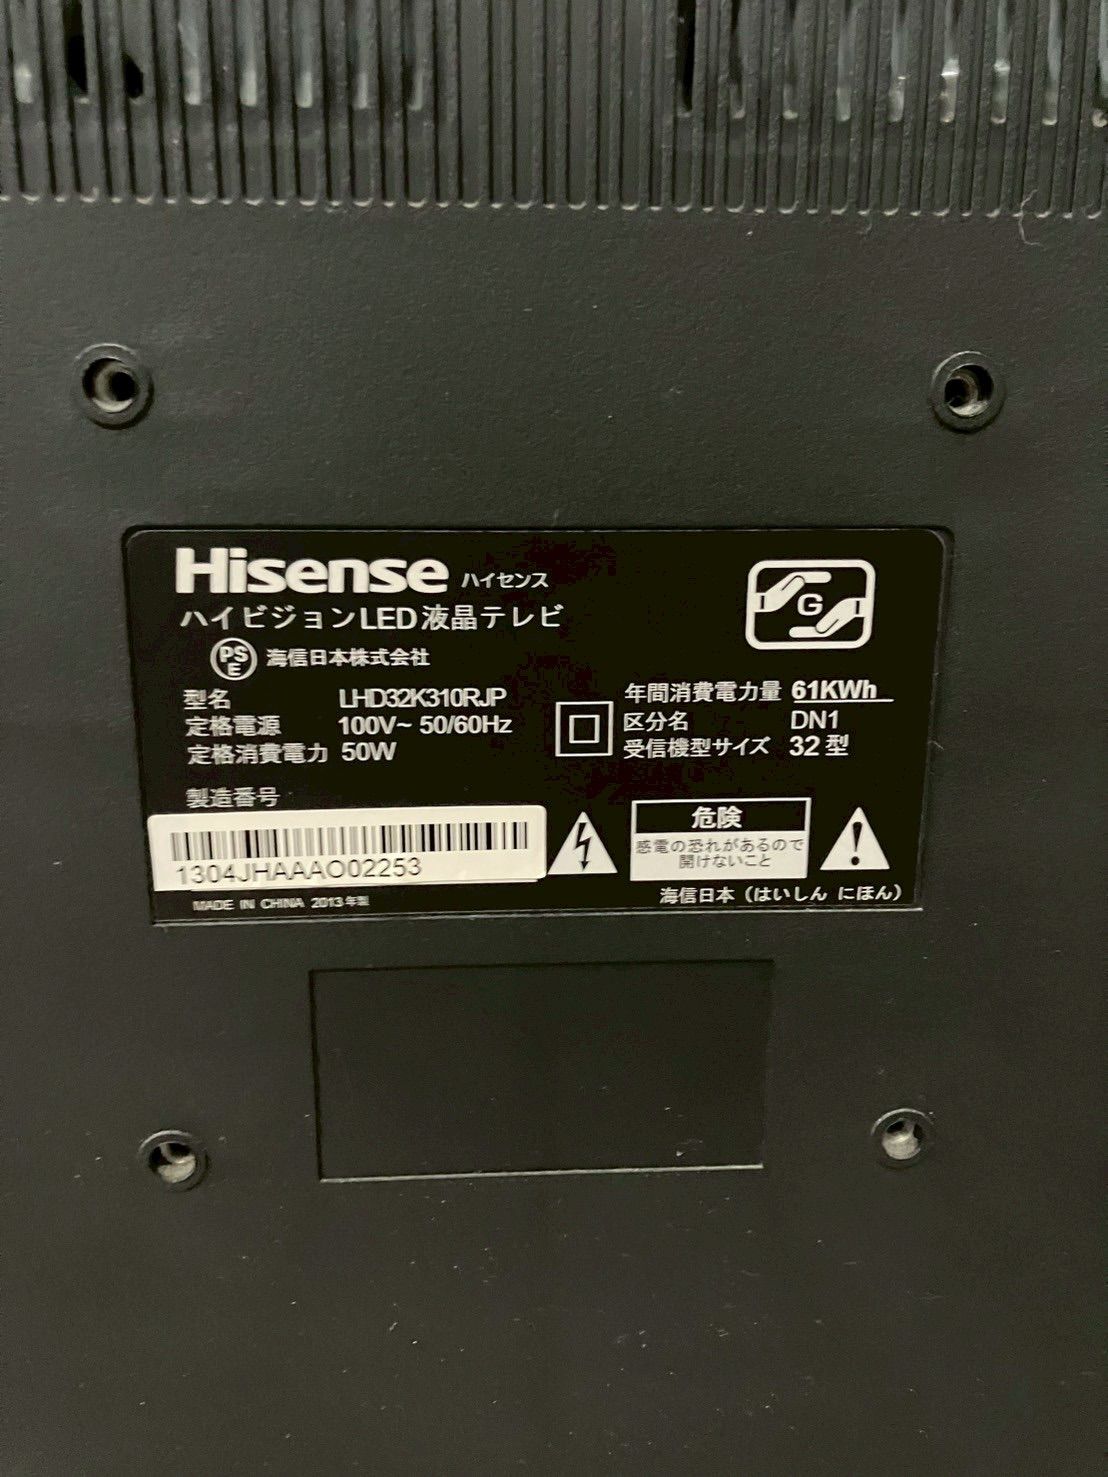 Hisense ハイセンス
ハイビジョンLED液晶テレビ
G
PS
E
海信日本株式会社
型名 LHD32K310RJP
定格電源 100V~ 50/60Hz
定格消費電力 50W
年間消費電力量 61KWh
区分名 DN1
受信機型サイズ 32型
製造番号
1304JHAAAO02253
MADE IN CHINA 2013年製
危険
感電の恐れがあるので
開けないこと
海信日本（はいしん にほん）